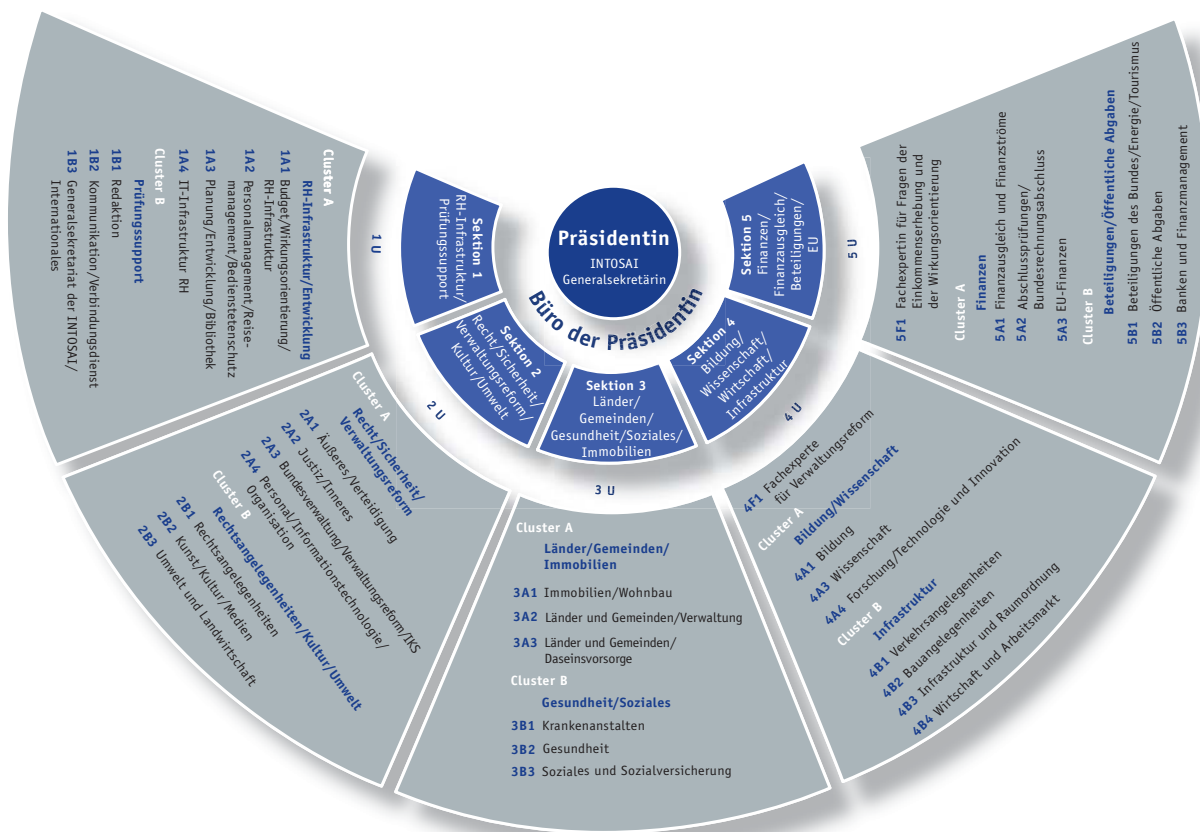 Präsidentin
INTOSAI
Generalsekretärin
Büro der Präsidentin
Sektion 1
RH-Infrastruktur/
Prüfungssupport
Sektion 2
Recht/Sicherheit/
Verwaltungsreform/
Kultur/Umwelt
Sektion 3
Länder/
Gemeinden/
Gesundheit/Soziales/
Immobilien
Sektion 4
Bildung/
Wissenschaft/
Wirtschaft/
Infrastruktur
Sektion 5
Finanzen/
Finanzausgleich/
Beteiligungen/
EU
1 U
Cluster A
RH-Infrastruktur/Entwicklung
1A1 Budget/Wirkungsorientierung/
RH-Infrastruktur
1A2 Personalmanagement/Reise-
management/Bedienstetenschutz
1A3 Planung/Entwicklung/Bibliothek
1A4 IT-Infrastruktur RH
Cluster B
Prüfungssupport
1B1 Redaktion
1B2 Kommunikation/Verbindungsdienst
1B3 Generalsekretariat der INTOSAI/
Internationales
2 U
Cluster A
Recht/Sicherheit/
Verwaltungsreform
2A1 Äußeres/Verteidigung
2A2 Justiz/Inneres
2A3 Bundesverwaltung/Verwaltungsreform/IKS
2A4 Personal/Informationstechnologie/
Organisation
Cluster B
Rechtsangelegenheiten/Kultur/Umwelt
2B1 Rechtsangelegenheiten
2B2 Kunst/Kultur/Medien
2B3 Umwelt und Landwirtschaft
3 U
Cluster A
Länder/Gemeinden/
Immobilien
3A1 Immobilien/Wohnbau
3A2 Länder und Gemeinden/Verwaltung
3A3 Länder und Gemeinden/
Daseinsvorsorge
Cluster B
Gesundheit/Soziales
3B1 Krankenanstalten
3B2 Gesundheit
3B3 Soziales und Sozialversicherung
4 U
4F1 Fachexperte
für Verwaltungsreform
Cluster A
Bildung/Wissenschaft
4A1 Bildung
4A3 Wissenschaft
4A4 Forschung/Technologie und Innovation
Cluster B
Infrastruktur
4B1 Verkehrsangelegenheiten
4B2 Bauangelegenheiten
4B3 Infrastruktur und Raumordnung
4B4 Wirtschaft und Arbeitsmarkt
5 U
5F1 Fachexpertin für Fragen der
Einkommenserhebung und
der Wirkungsorientierung
Cluster A
Finanzen
5A1 Finanzausgleich und Finanzströme
5A2 Abschlussprüfungen/
Bundesrechnungsabschluss
5A3 EU-Finanzen
Cluster B
Beteiligungen/Öffentliche Abgaben
5B1 Beteiligungen des Bundes/Energie/Tourismus
5B2 Öffentliche Abgaben
5B3 Banken und Finanzmanagement